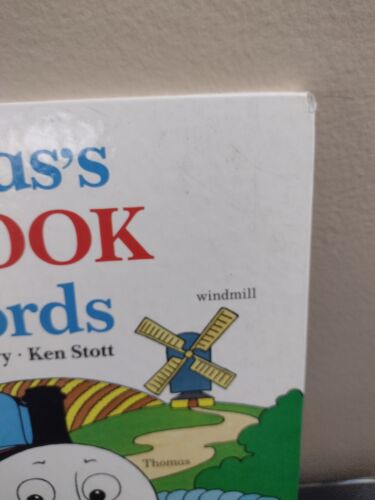 as's
OOK
ords
windmill
y · Ken Stott
Thomas